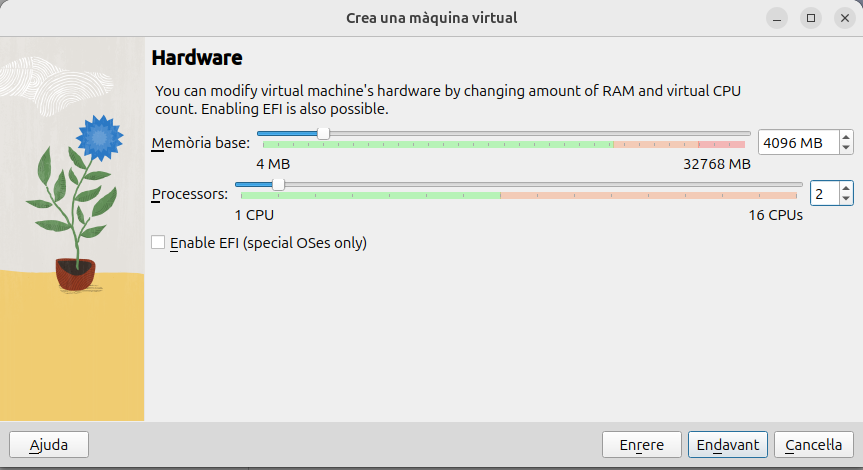 Crea una màquina virtual
Hardware
You can modify virtual machine's hardware by changing amount of RAM and virtual CPU
count. Enabling EFI is also possible.
Memòria base:
4096 MB
4 MB
32768 MB
Processors:
2
1 CPU
16 CPUs
Enable EFI (special OSes only)
Ajuda
Enrere
Endavant
Cancel·la